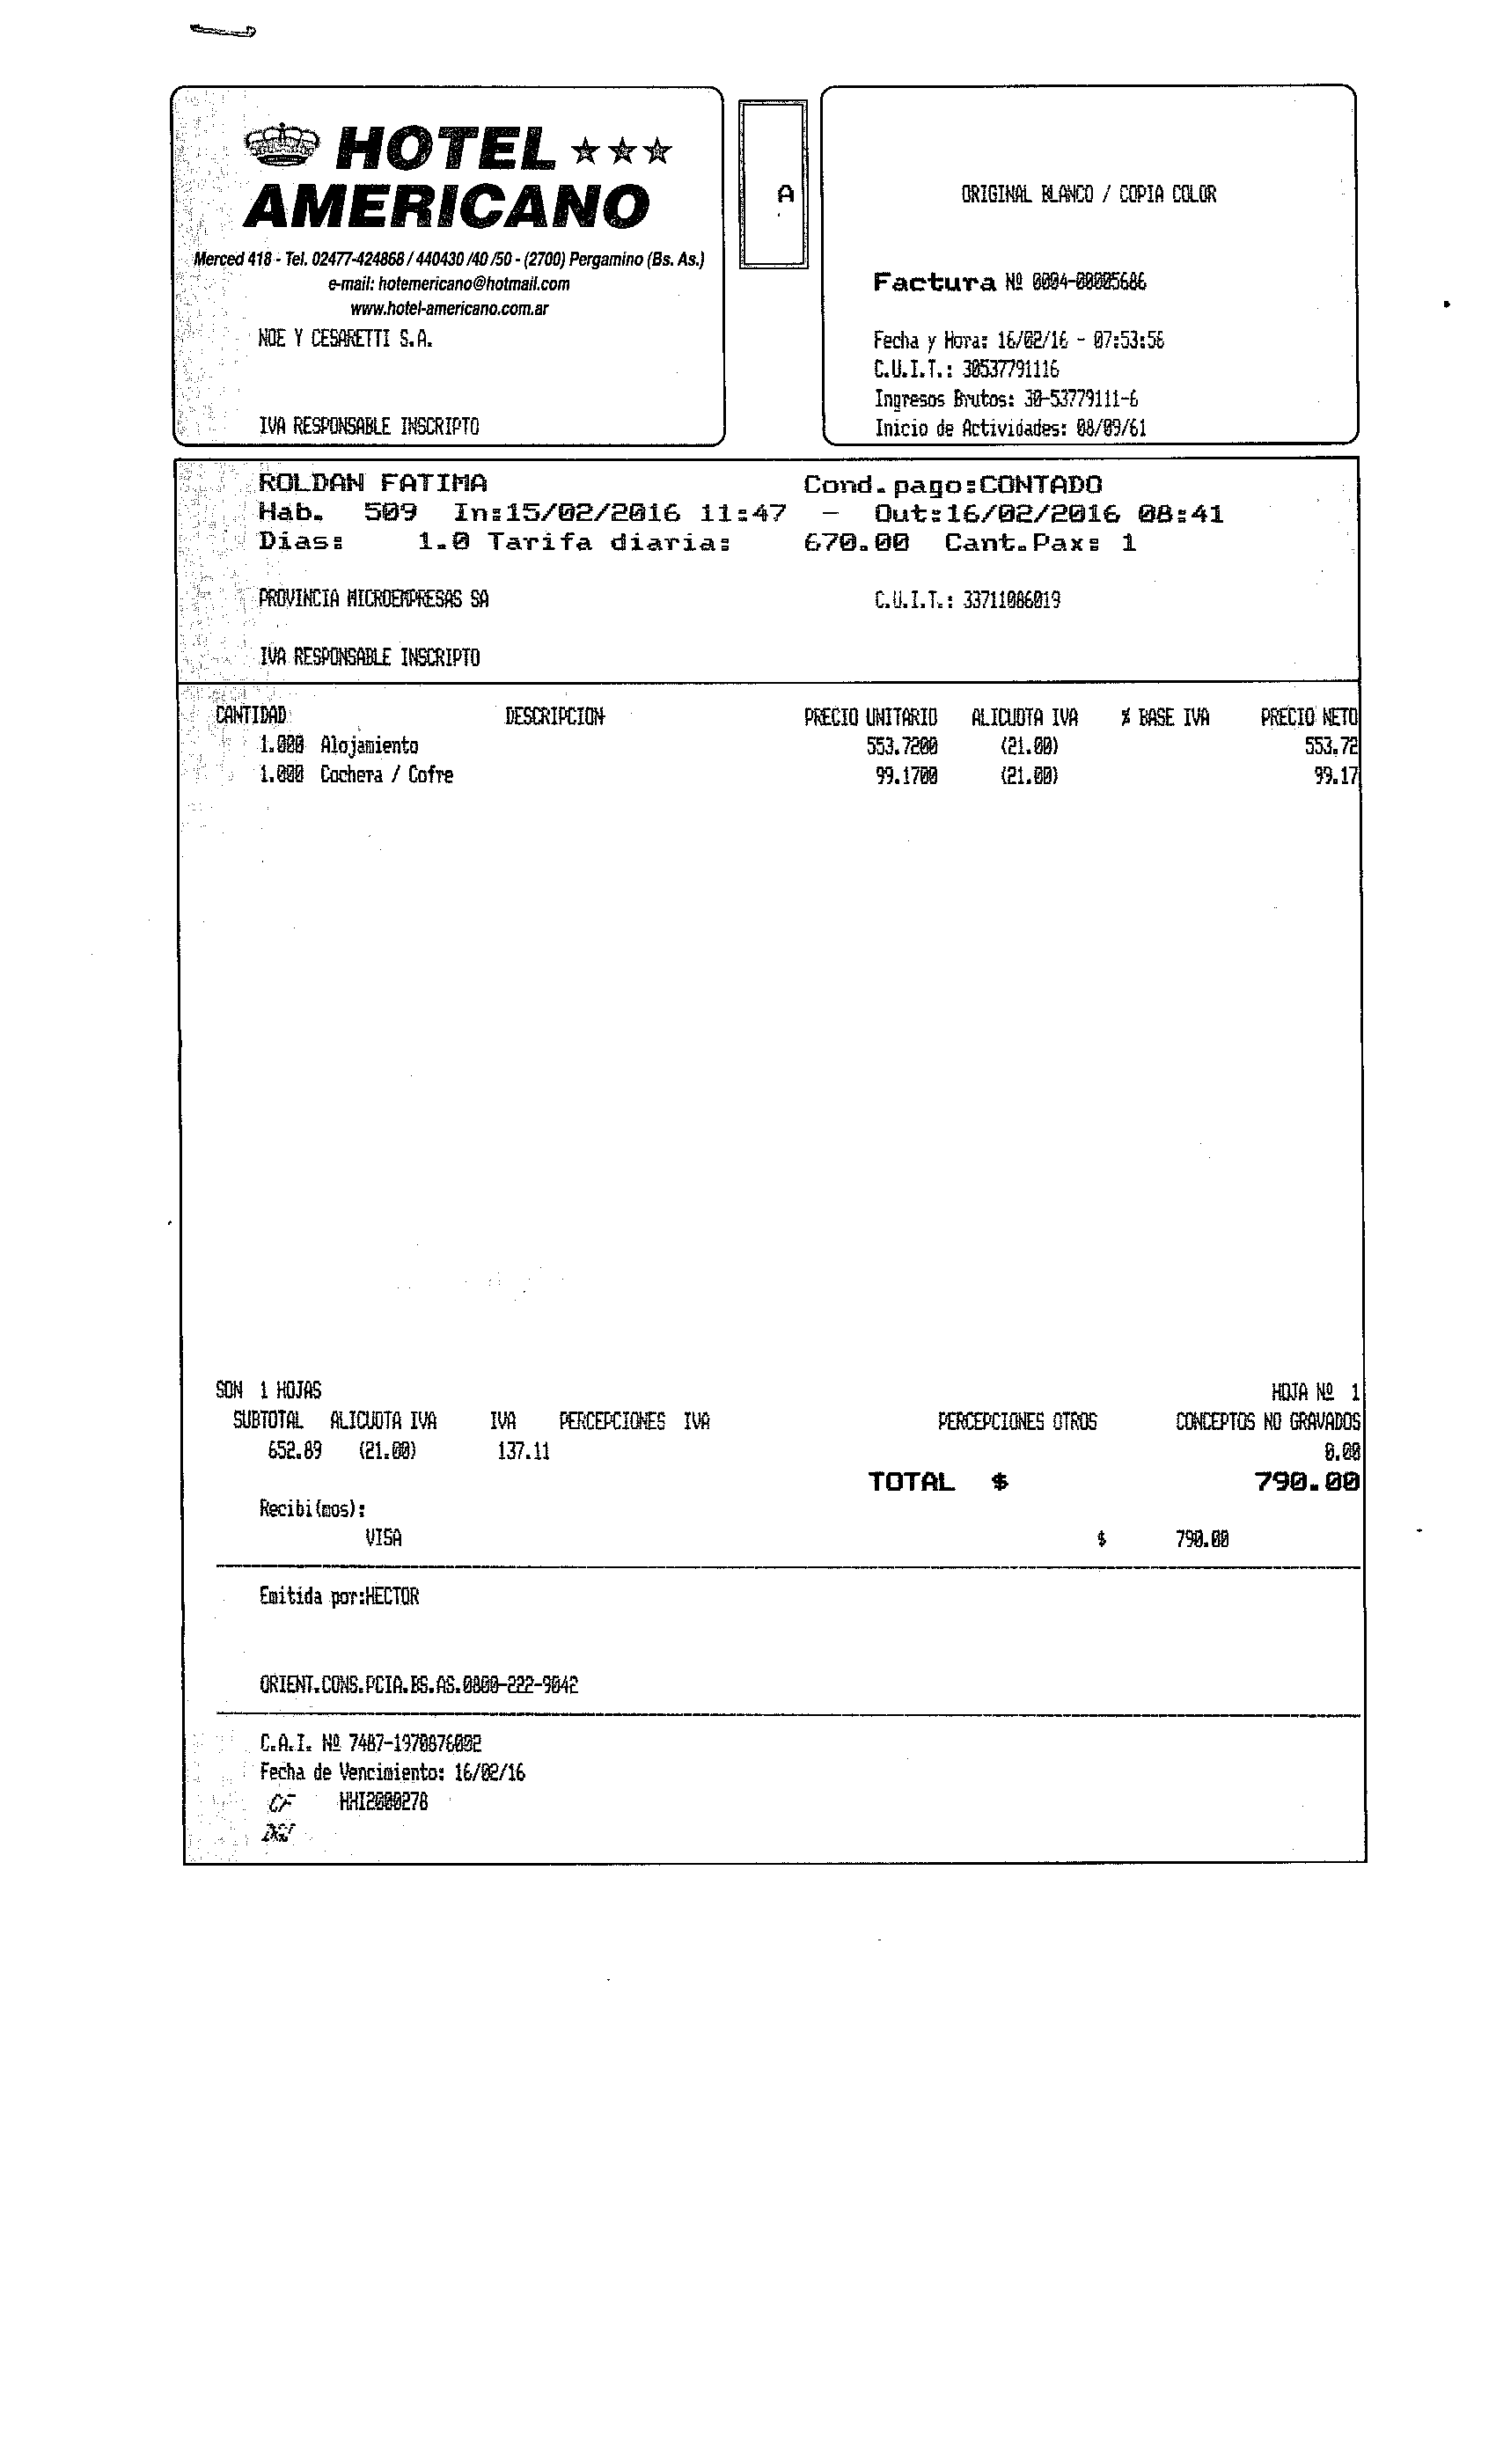 HOTEL
AMERICANO
Merced 418 - Tel. 02477-424868 / 440430 /40 /50 - (2700) Pergamino (Bs. As.)
e-mail: hotemericano@hotmail.com
www.hotel-americano.com.ar
NOE Y CESARETTI S.A.
IVA RESPONSABLE INSCRIPTO
A
ORIGINAL BLANCO / COPIA COLOR
Factura Nº 0004-00005686
Fecha y Hora: 16/02/16 - 07:53:56
C.U.I.T.: 30537791116
Ingresos Brutos: 30-53779111-6
Inicio de Actividades: 08/09/61
ROLDAN FATIMA Cond.pago:CONTADO
Hab. 509 In:15/02/2016 11:47 - Out:16/02/2016 08:41
Dias: 1.0 Tarifa diaria: 670.00 Cant.Pax: 1
PROVINCIA MICROEMPRESAS SA C.U.I.T.: 33711086019
IVA RESPONSABLE INSCRIPTO
CANTIDAD DESCRIPCION PRECIO UNITARIO ALICUOTA IVA % BASE IVA PRECIO NETO
1.000 Alojamiento 553.7200 (21.00) 553.72
1.000 Cochera / Cofre 99.1700 (21.00) 99.17
SON 1 HOJAS HOJA Nº 1
SUBTOTAL ALICUOTA IVA IVA PERCEPCIONES IVA PERCEPCIONES OTROS CONCEPTOS NO GRAVADOS
652.89 (21.00) 137.11 0.00
TOTAL $ 790.00
Recibi(mos):
VISA $ 790.00
Emitida por:HECTOR
ORIENT.CONS.PCIA.BS.AS.0800-222-9042
C.A.I. Nº 7487-1970876002
Fecha de Vencimiento: 16/02/16
CF HHI2000278